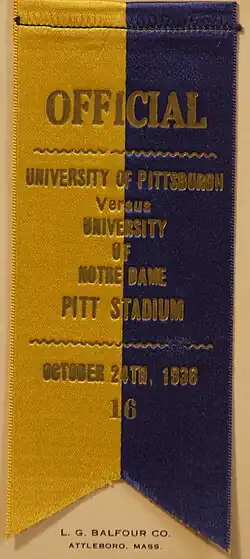 OFFICIAL
UNIVERSITY OF PITTSBURGH
Versus
UNIVERSITY
OF
NOTRE DAME
PITT STADIUM
OCTOBER 24TH, 1936
16
L. G. BALFOUR CO.
ATTLEBORO, MASS.